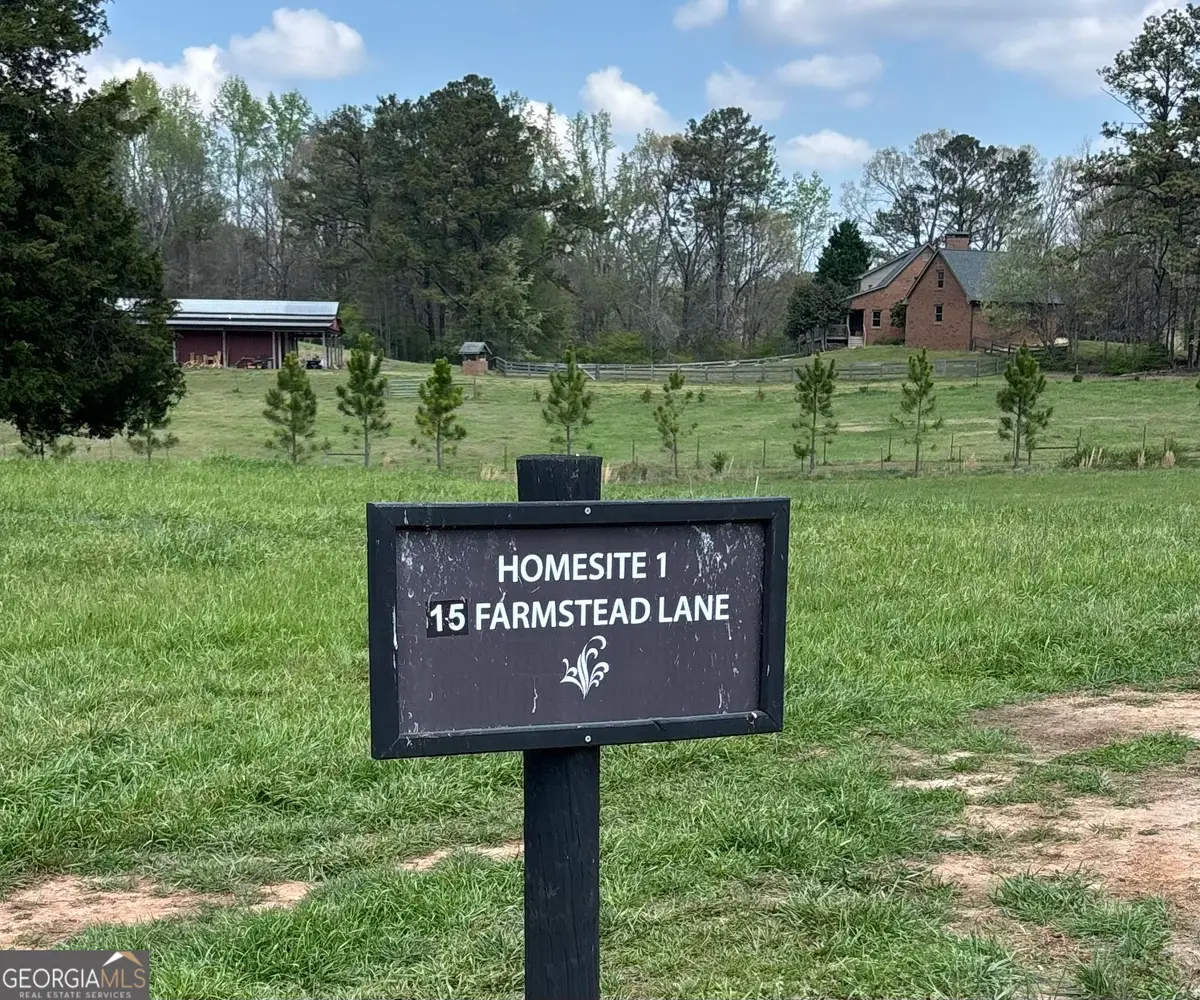 HOMESITE 1
15 FARMSTEAD LANE
GEORGIAMLS
REAL ESTATE SERVICES